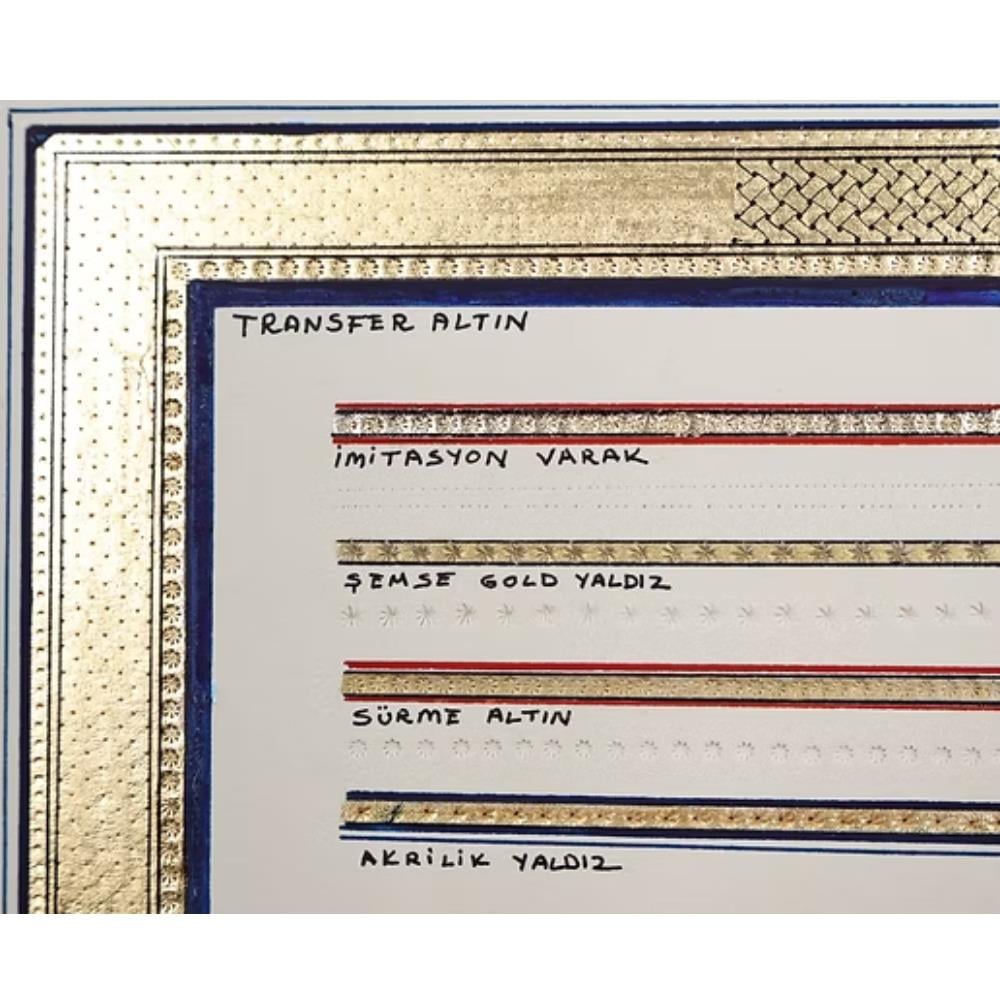 TRANSFER ALTIN
İMİTASYON VARAK
ŞEMSE GOLD YALDIZ
SÜRME ALTIN
AKRİLİK YALDIZ